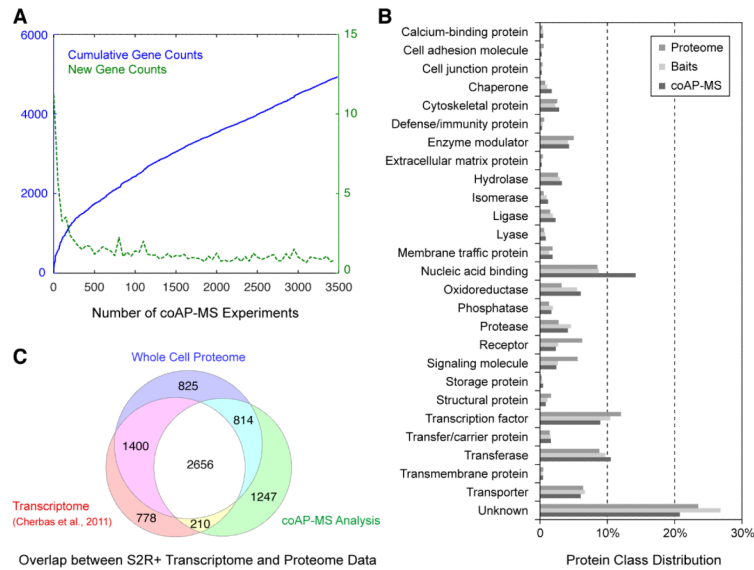 A
6000
4000
2000
0
Cumulative Gene Counts
New Gene Counts
15
10
5
0
0 500 1000 1500 2000 2500 3000 3500
Number of coAP-MS Experiments
B
Calcium-binding protein
Cell adhesion molecule
Cell junction protein
Chaperone
Cytoskeletal protein
Defense/immunity protein
Enzyme modulator
Extracellular matrix protein
Hydrolase
Isomerase
Ligase
Lyase
Membrane traffic protein
Nucleic acid binding
Oxidoreductase
Phosphatase
Protease
Receptor
Signaling molecule
Storage protein
Structural protein
Transcription factor
Transfer/carrier protein
Transferase
Transmembrane protein
Transporter
Unknown
Proteome
Baits
coAP-MS
0 10% 20% 30%
Protein Class Distribution
C
Whole Cell Proteome
825
1400
814
2656
778
210
1247
Transcriptome
(Cherbas et al., 2011)
coAP-MS Analysis
Overlap between S2R+ Transcriptome and Proteome Data